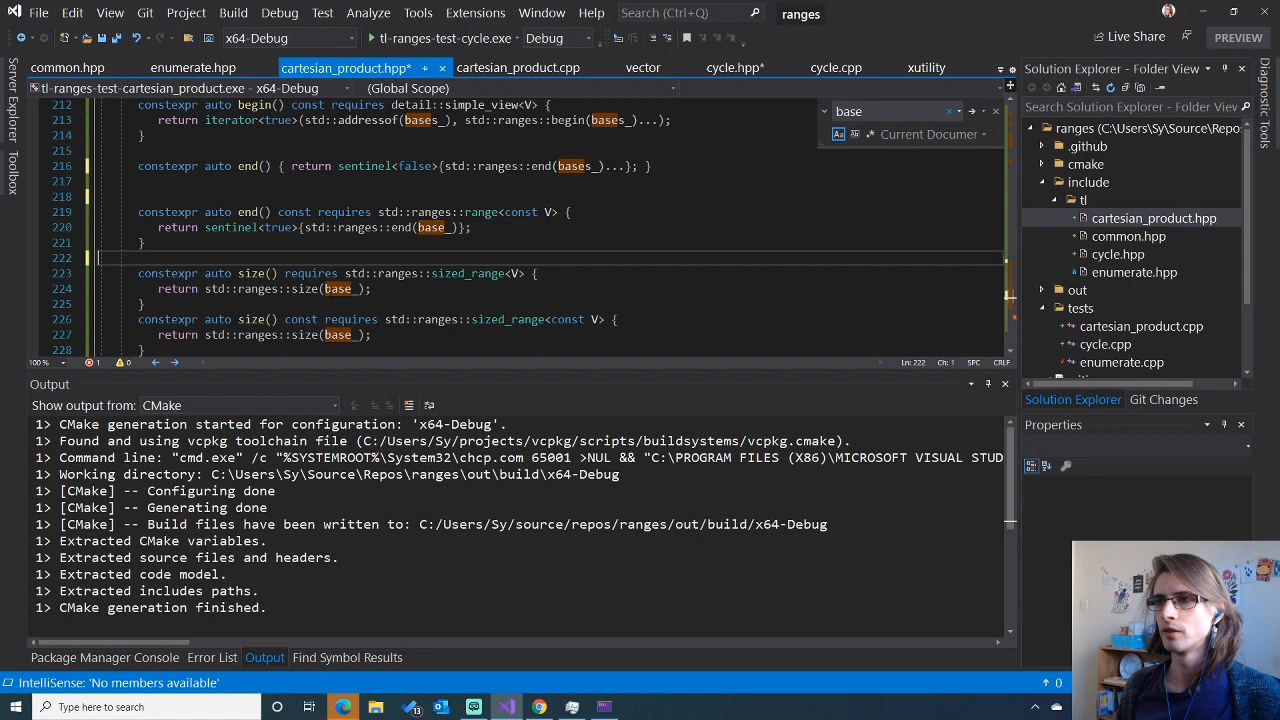 File Edit View Git Project Build Debug Test Analyze Tools Extensions Window Help Search (Ctrl+Q) ranges
x64-Debug tl-ranges-test-cycle.exe Debug Live Share PREVIEW
common.hpp enumerate.hpp cartesian_product.hpp* cartesian_product.cpp vector cycle.hpp* cycle.cpp xutility
tl-ranges-test-cartesian_product.exe - x64-Debug (Global Scope)
212 constexpr auto begin() const requires detail::simple_view<V> {
213 return iterator<true>(std::addressof(bases_), std::ranges::begin(bases_)...);
214 }
215
216 constexpr auto end() { return sentinel<false>{std::ranges::end(bases_)...}; }
217
218
219 constexpr auto end() const requires std::ranges::range<const V> {
220 return sentinel<true>{std::ranges::end(base_)};
221 }
222
223 constexpr auto size() requires std::ranges::sized_range<V> {
224 return std::ranges::size(base_);
225 }
226 constexpr auto size() const requires std::ranges::sized_range<const V> {
227 return std::ranges::size(base_);
228 }
base
Aa Current Documen
100 % 1 0 Ln: 222 Ch: 1 SPC CRLF
Output
Show output from: CMake
1> CMake generation started for configuration: 'x64-Debug'.
1> Found and using vcpkg toolchain file (C:/Users/Sy/projects/vcpkg/scripts/buildsystems/vcpkg.cmake).
1> Command line: "cmd.exe" /c "%SYSTEMROOT%\System32\chcp.com 65001 >NUL && "C:\PROGRAM FILES (X86)\MICROSOFT VISUAL STUD
1> Working directory: C:\Users\Sy\Source\Repos\ranges\out\build\x64-Debug
1> [CMake] -- Configuring done
1> [CMake] -- Generating done
1> [CMake] -- Build files have been written to: C:/Users/Sy/source/repos/ranges/out/build/x64-Debug
1> Extracted CMake variables.
1> Extracted source files and headers.
1> Extracted code model.
1> Extracted includes paths.
1> CMake generation finished.
Package Manager Console Error List Output Find Symbol Results
IntelliSense: 'No members available' 0
Type here to search
13
Server Explorer
Toolbox
Solution Explorer - Folder View
Search Solution Explorer - Folder View (Ctrl+
ranges (C:\Users\Sy\Source\Repo
.github
cmake
include
tl
cartesian_product.hpp
common.hpp
cycle.hpp
enumerate.hpp
out
tests
cartesian_product.cpp
cycle.cpp
enumerate.cpp
Solution Explorer Git Changes
Properties
Diagnostic Tools